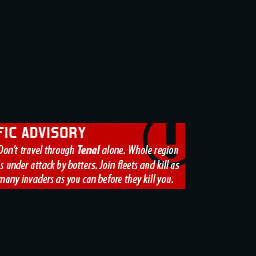 FIC ADVISORY
Don't travel through Tenal alone. Whole region
is under attack by botters. Join fleets and kill as
many invaders as you can before they kill you.